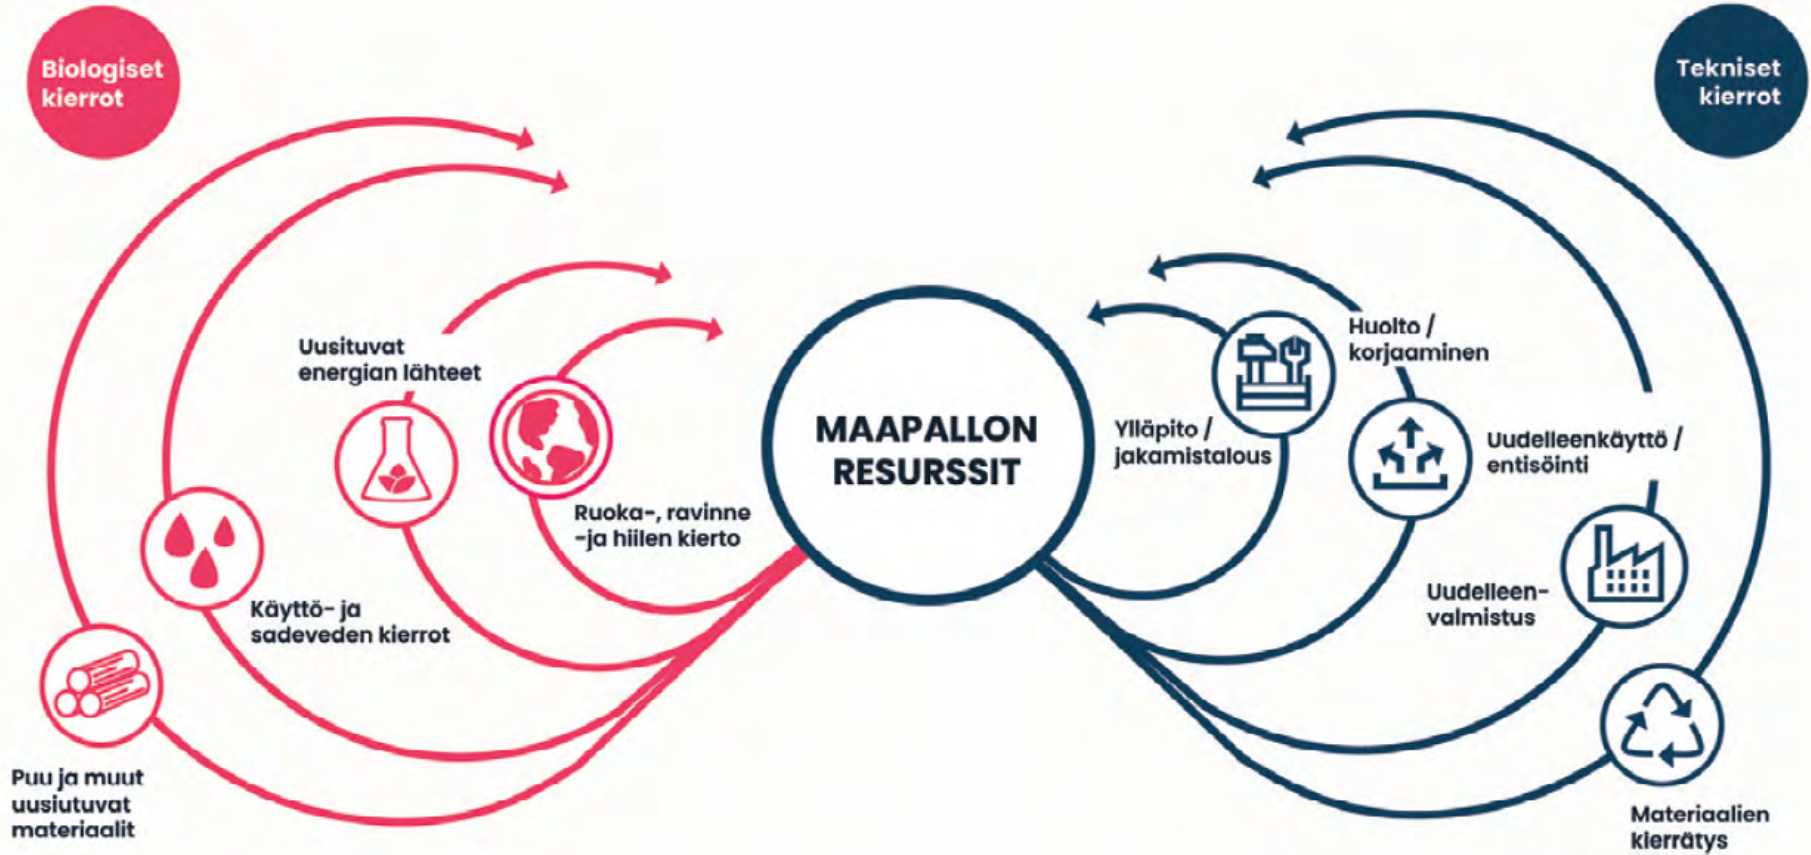 Biologiset
kierrot
Tekniset
kierrot
Uusituvat
energian lähteet
Ruoka-, ravinne
-ja hiilen kierto
Käyttö- ja
sadeveden kierrot
Puu ja muut
uusiutuvat
materiaalit
MAAPALLON
RESURSSIT
Huolto /
korjaaminen
Ylläpito /
jakamistalous
Uudelleenkäyttö /
entisöinti
Uudelleen-
valmistus
Materiaalien
kierrätys